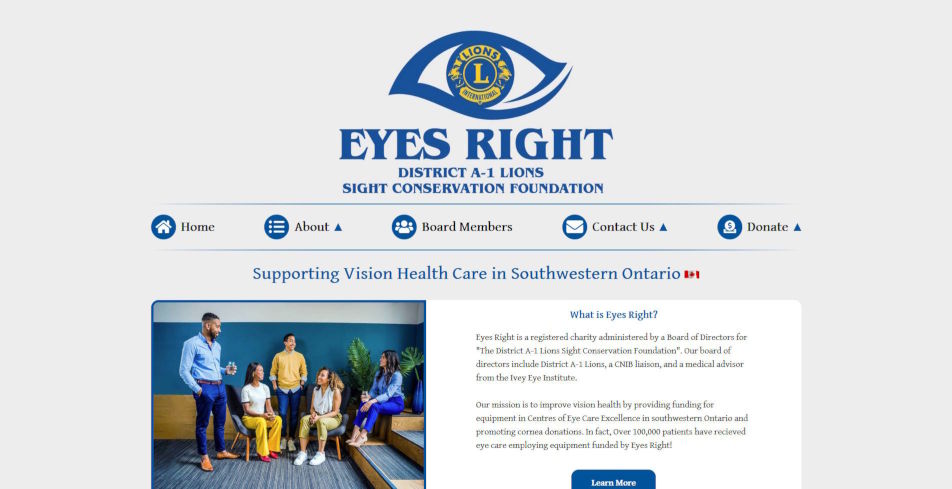 LIONS
L
INTERNATIONAL
EYES RIGHT
DISTRICT A-1 LIONS
SIGHT CONSERVATION FOUNDATION
Home About ▲ Board Members Contact Us ▲ Donate ▲
Supporting Vision Health Care in Southwestern Ontario
What is Eyes Right?
Eyes Right is a registered charity administered by a Board of Directors for
"The District A-1 Lions Sight Conservation Foundation". Our board of
directors include District A-1 Lions, a CNIB liaison, and a medical advisor
from the Ivey Eye Institute.
Our mission is to improve vision health by providing funding for
equipment in Centres of Eye Care Excellence in southwestern Ontario and
promoting cornea donations. In fact, Over 100,000 patients have recieved
eye care employing equipment funded by Eyes Right!
Learn More